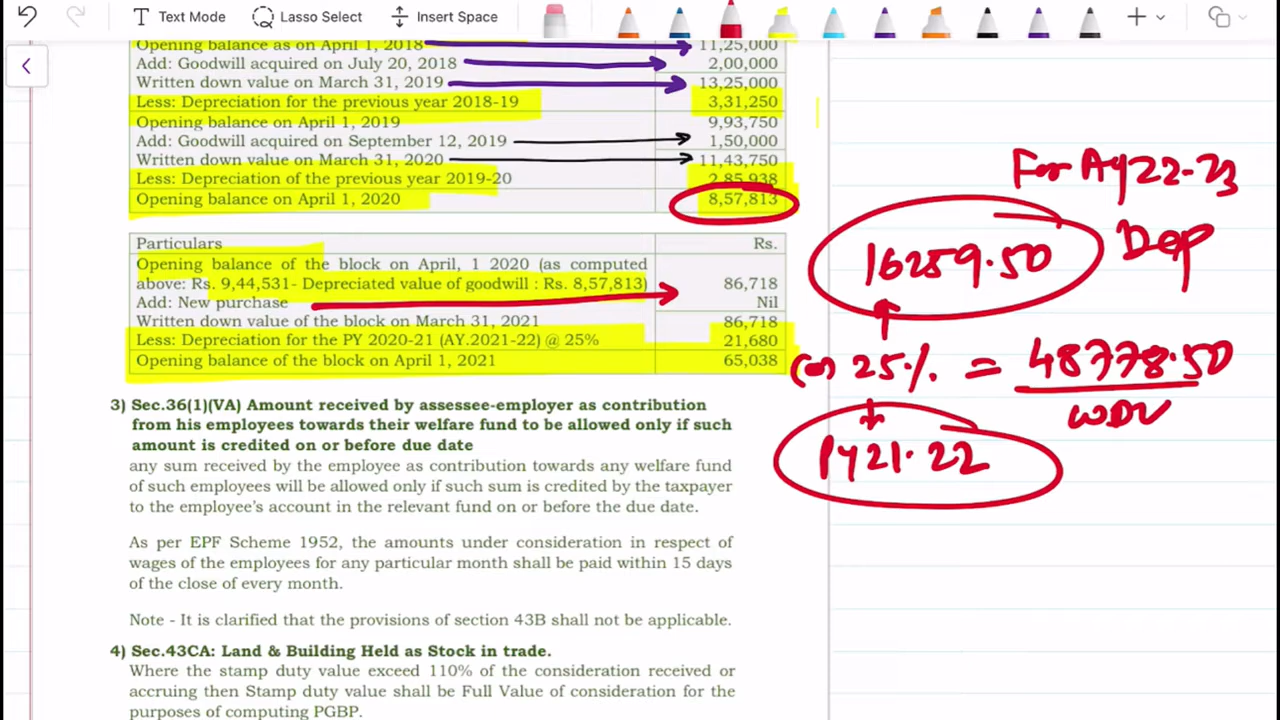 Text Mode Lasso Select Insert Space
Opening balance as on April 1, 2018 11,25,000
Add: Goodwill acquired on July 20, 2018 2,00,000
Written down value on March 31, 2019 13,25,000
Less: Depreciation for the previous year 2018-19 3,31,250
Opening balance on April 1, 2019 9,93,750
Add: Goodwill acquired on September 12, 2019 1,50,000
Written down value on March 31, 2020 11,43,750
Less: Depreciation of the previous year 2019-20 2,85,938
Opening balance on April 1, 2020 8,57,813
Particulars Rs.
Opening balance of the block on April, 1 2020 (as computed
above: Rs. 9,44,531- Depreciated value of goodwill : Rs. 8,57,813) 86,718
Add: New purchase Nil
Written down value of the block on March 31, 2021 86,718
Less: Depreciation for the PY 2020-21 (AY.2021-22) @ 25% 21,680
Opening balance of the block on April 1, 2021 65,038
3) Sec.36(1)(VA) Amount received by assessee-employer as contribution
from his employees towards their welfare fund to be allowed only if such
amount is credited on or before due date
any sum received by the employee as contribution towards any welfare fund
of such employees will be allowed only if such sum is credited by the taxpayer
to the employee's account in the relevant fund on or before the due date.
As per EPF Scheme 1952, the amounts under consideration in respect of
wages of the employees for any particular month shall be paid within 15 days
of the close of every month.
Note - It is clarified that the provisions of section 43B shall not be applicable.
4) Sec.43CA: Land & Building Held as Stock in trade.
Where the stamp duty value exceed 110% of the consideration received or
accruing then Stamp duty value shall be Full Value of consideration for the
purposes of computing PGBP.
For AY22-23
16259.50 Dep
(-) 25% = 48778.50
WDV
PY21.22